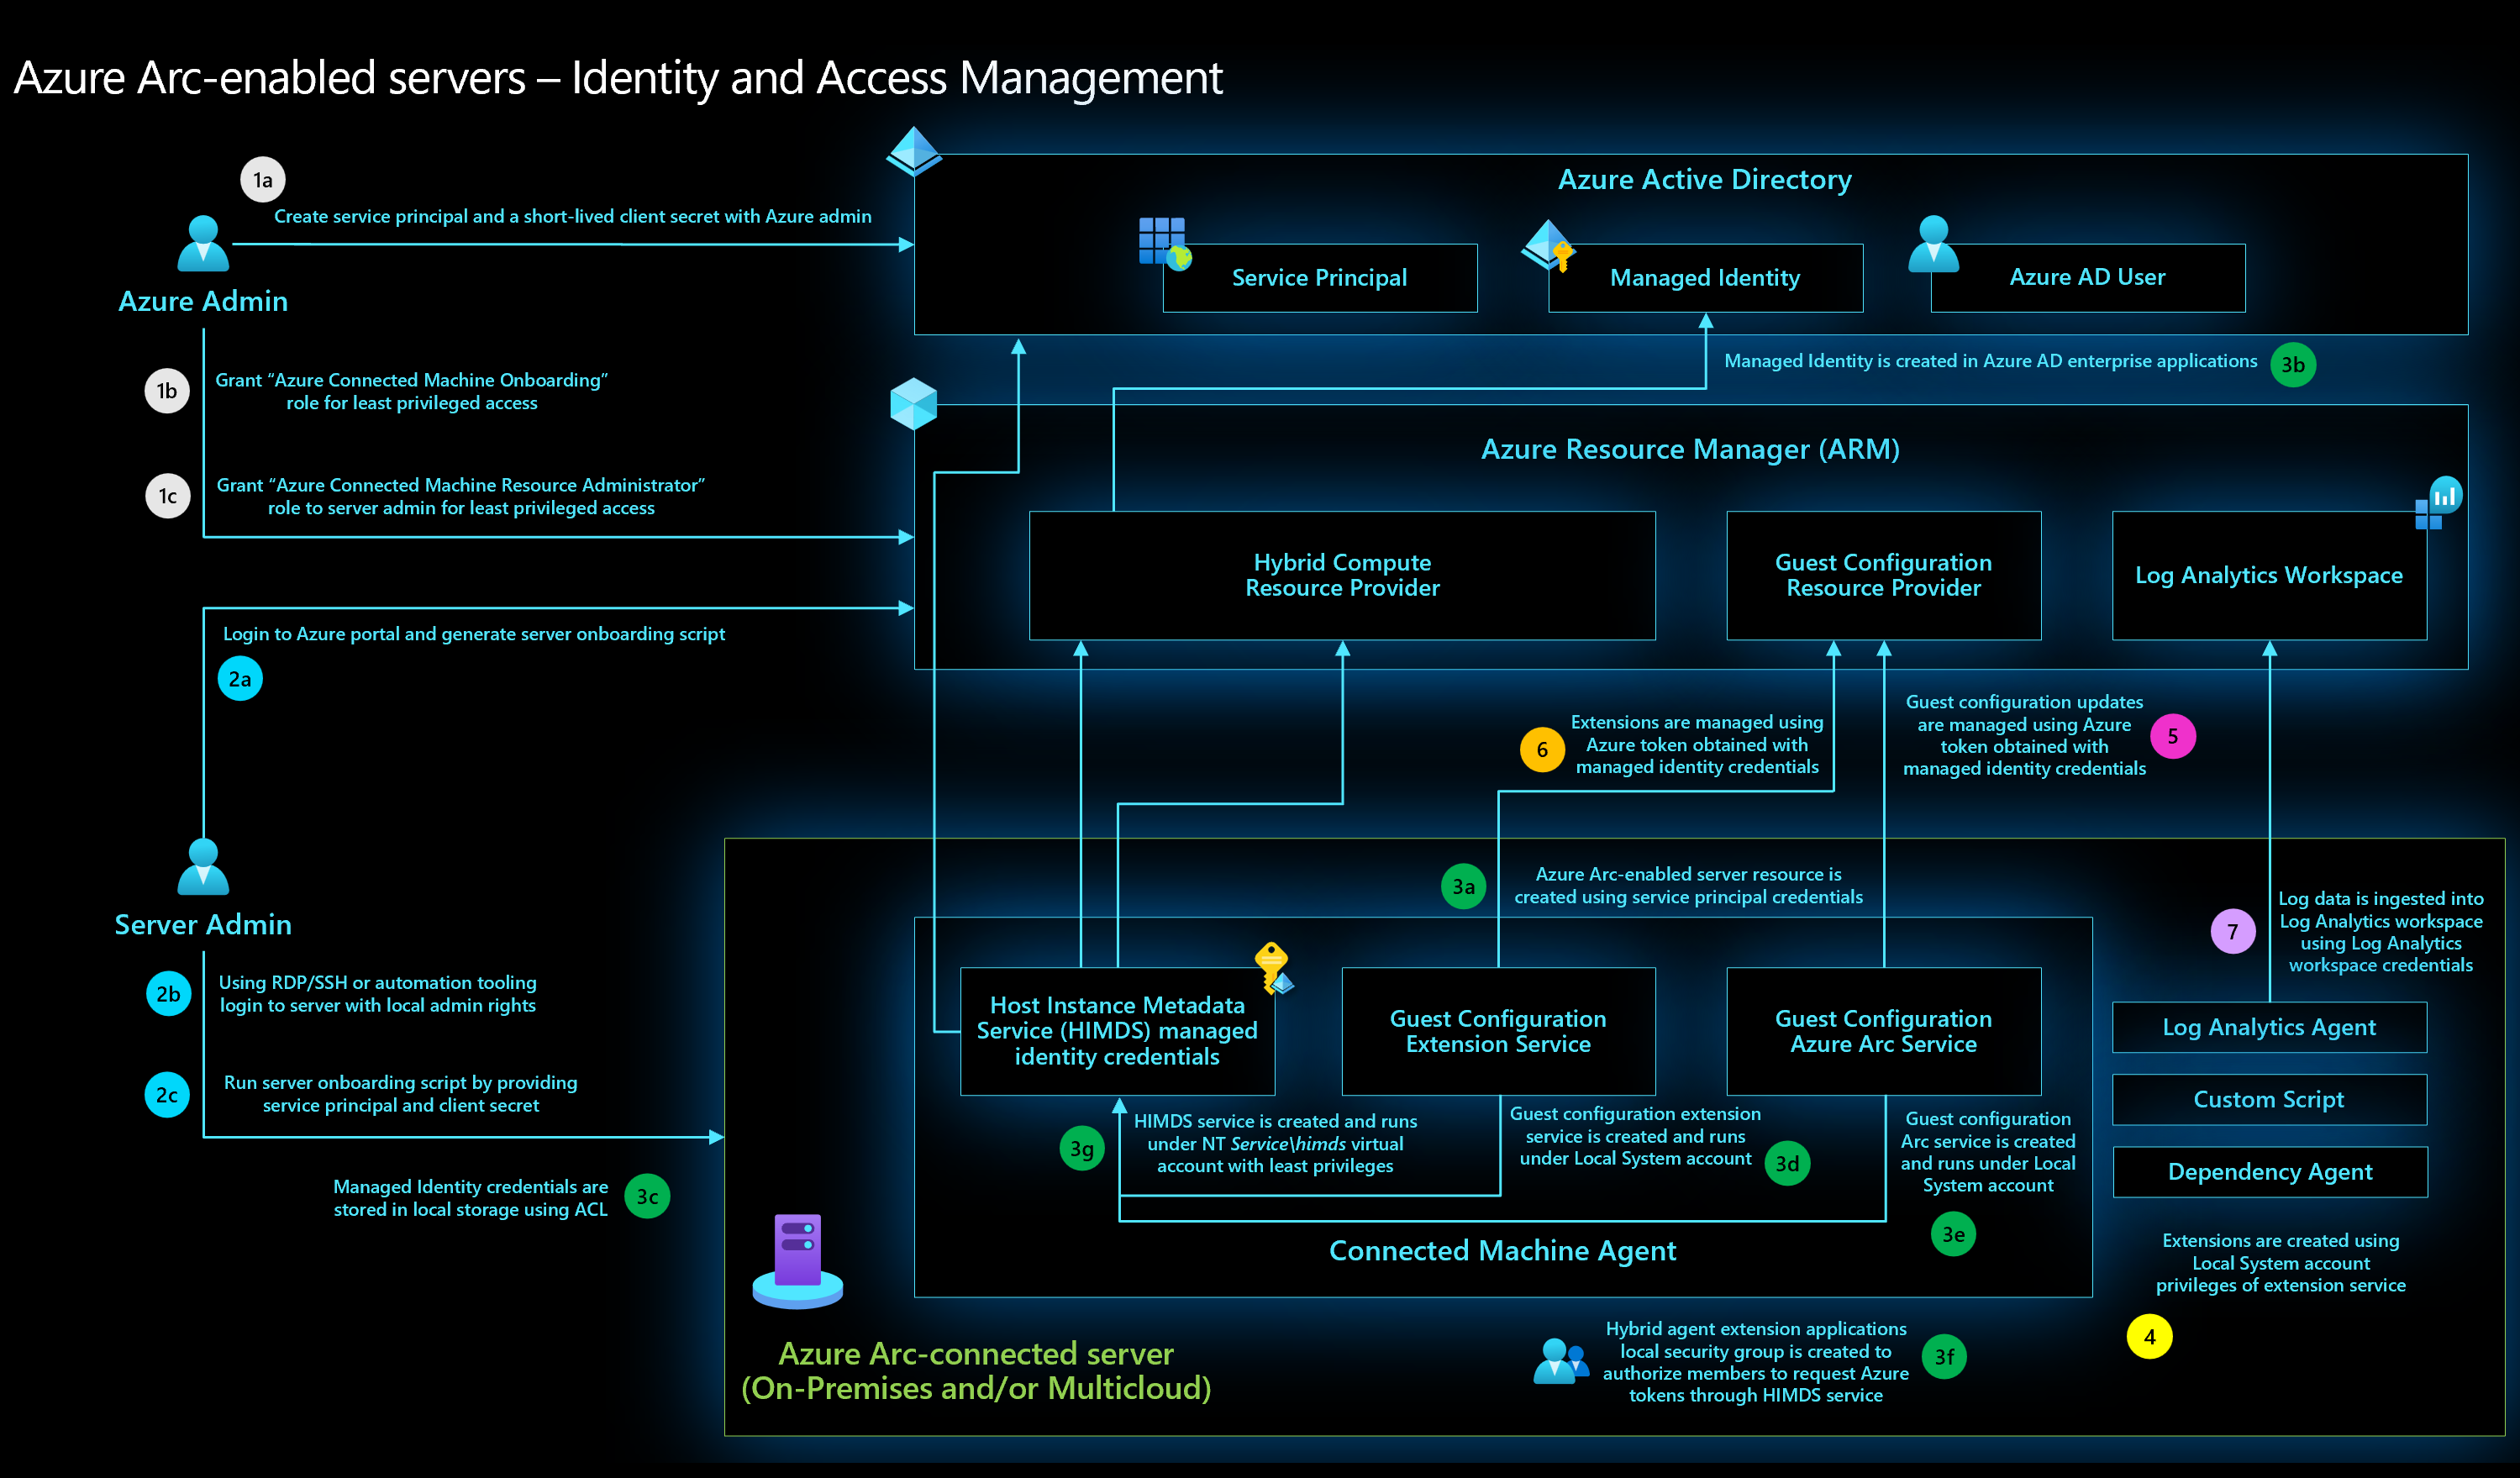 Azure Arc-enabled servers – Identity and Access Management
1a
Create service principal and a short-lived client secret with Azure admin
Azure Admin
1b
Grant “Azure Connected Machine Onboarding”
role for least privileged access
1c
Grant “Azure Connected Machine Resource Administrator”
role to server admin for least privileged access
Azure Active Directory
Service Principal
Managed Identity
Azure AD User
Managed Identity is created in Azure AD enterprise applications
3b
Azure Resource Manager (ARM)
Hybrid Compute
Resource Provider
Guest Configuration
Resource Provider
Log Analytics Workspace
Login to Azure portal and generate server onboarding script
2a
Server Admin
2b
Using RDP/SSH or automation tooling
login to server with local admin rights
2c
Run server onboarding script by providing
service principal and client secret
Managed Identity credentials are
stored in local storage using ACL
3c
6
Extensions are managed using
Azure token obtained with
managed identity credentials
Guest configuration updates
are managed using Azure
token obtained with
managed identity credentials
5
3a
Azure Arc-enabled server resource is
created using service principal credentials
7
Log data is ingested into
Log Analytics workspace
using Log Analytics
workspace credentials
Host Instance Metadata
Service (HIMDS) managed
identity credentials
Guest Configuration
Extension Service
Guest Configuration
Azure Arc Service
Log Analytics Agent
Custom Script
Dependency Agent
3g
HIMDS service is created and runs
under NT Service\himds virtual
account with least privileges
Guest configuration extension
service is created and runs
under Local System account
3d
Guest configuration
Arc service is created
and runs under Local
System account
3e
Connected Machine Agent
Extensions are created using
Local System account
privileges of extension service
4
Azure Arc-connected server
(On-Premises and/or Multicloud)
Hybrid agent extension applications
local security group is created to
authorize members to request Azure
tokens through HIMDS service
3f